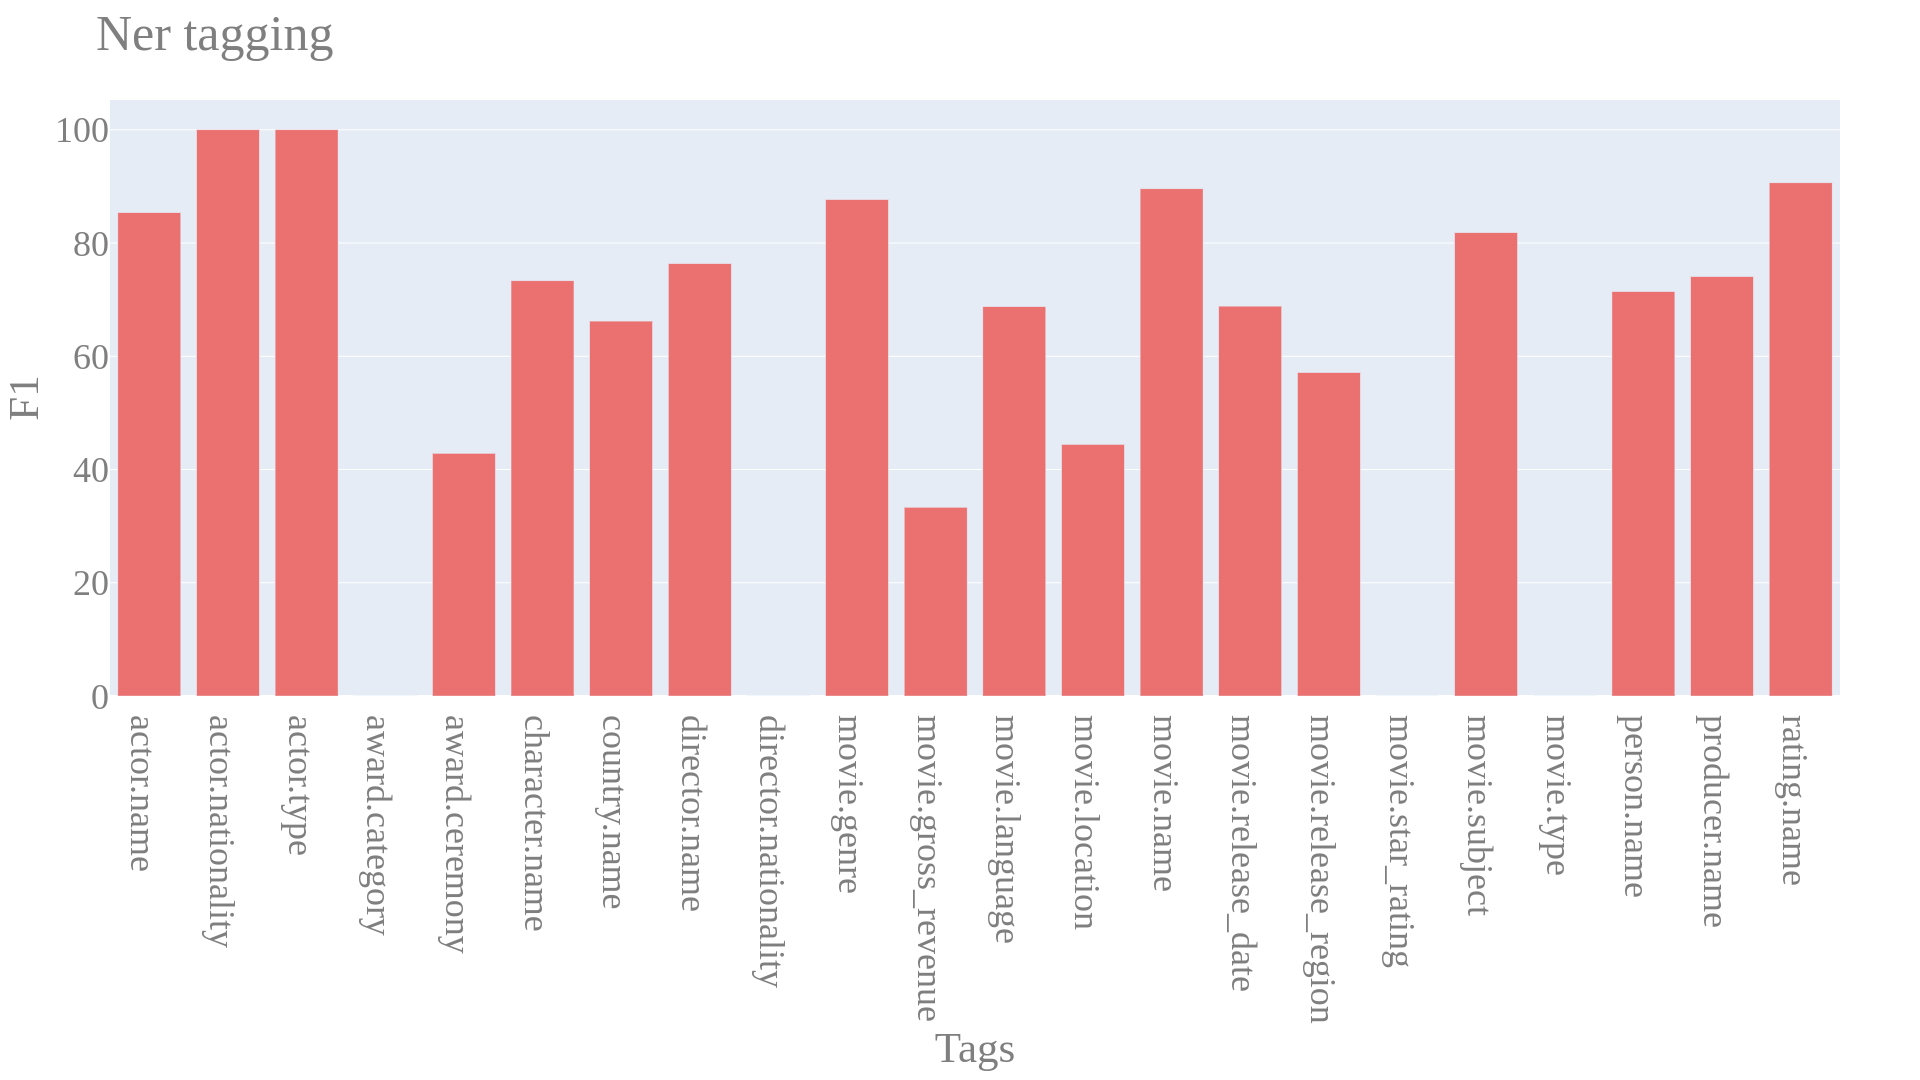 Ner tagging
100
80
60
40
20
0
F1
actor.name
actor.nationality
actor.type
award.category
award.ceremony
character.name
country.name
director.name
director.nationality
movie.genre
movie.gross_revenue
movie.language
movie.location
movie.name
movie.release_date
movie.release_region
movie.star_rating
movie.subject
movie.type
person.name
producer.name
rating.name
Tags